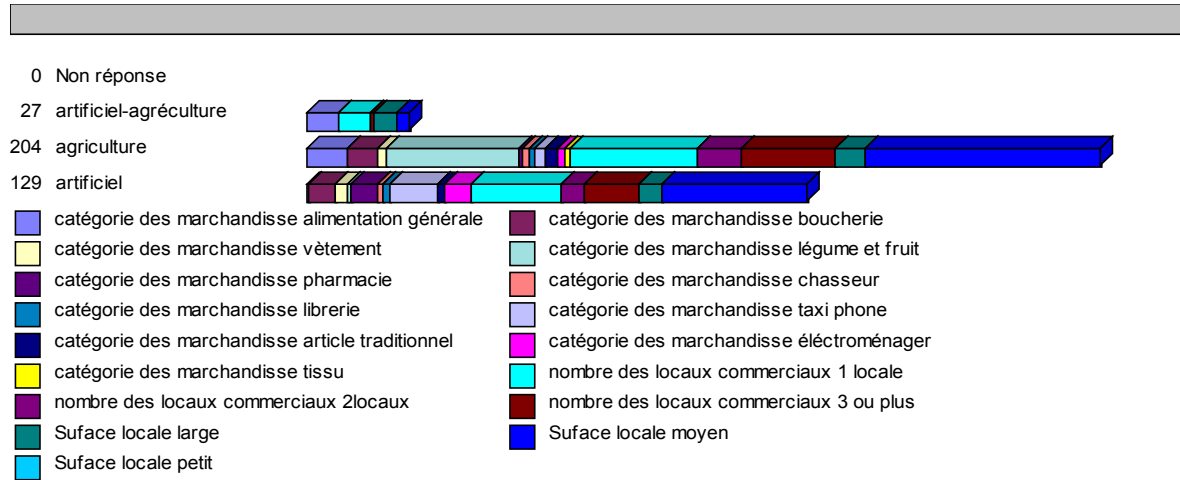 0 Non réponse
27 artificiel-agréculture
204 agriculture
129 artificiel
catégorie des marchandisse alimentation générale catégorie des marchandisse boucherie
catégorie des marchandisse vètement catégorie des marchandisse légume et fruit
catégorie des marchandisse pharmacie catégorie des marchandisse chasseur
catégorie des marchandisse librerie catégorie des marchandisse taxi phone
catégorie des marchandisse article traditionnel catégorie des marchandisse éléctroménager
catégorie des marchandisse tissu nombre des locaux commerciaux 1 locale
nombre des locaux commerciaux 2locaux nombre des locaux commerciaux 3 ou plus
Suface locale large Suface locale moyen
Suface locale petit